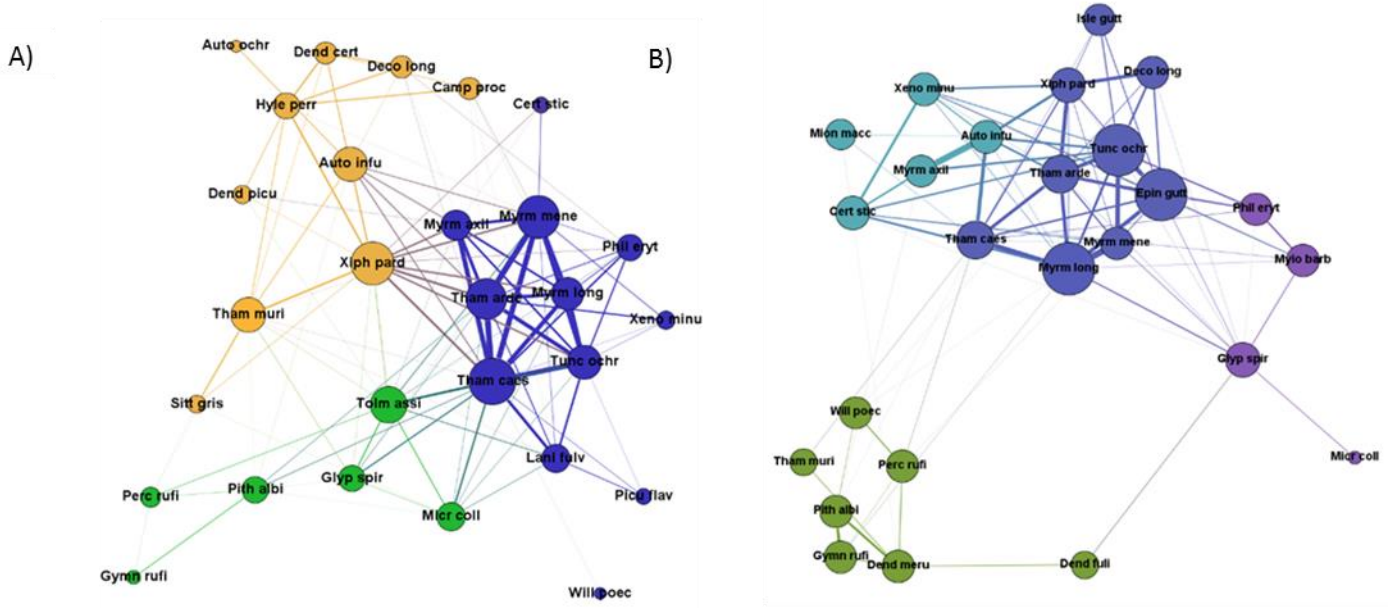 A)
Auto ochr
Dend cert
Deco long
Camp proc
Hyle perr
Cert stic
Auto infu
Dend picu
Myrm axil
Myrm mene
Phil eryt
Xiph pard
Tham arde
Myrm long
Xeno minu
Tham muri
Tunc ochr
Tham caes
Sitt gris
Tolm assi
Lani fulv
Glyp spir
Pith albi
Perc rufi
Picu flav
Micr coll
Gymn rufi
Will poec
B)
Isle gutt
Xiph pard
Deco long
Xeno minu
Mion macc
Auto infu
Tunc ochr
Myrm axil
Tham arde
Epin gutt
Cert stic
Phil eryt
Tham caes
Myrm mene
Myio barb
Myrm long
Glyp spir
Will poec
Tham muri
Perc rufi
Micr coll
Pith albi
Gymn rufi
Dend meru
Dend fuli